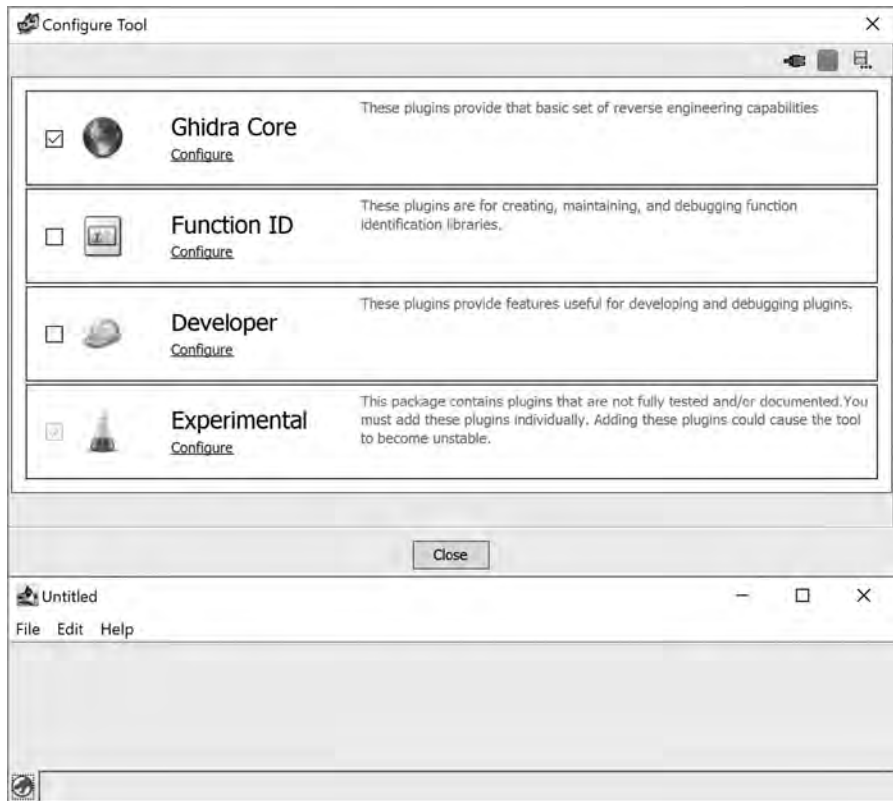 Configure Tool
Ghidra Core
Configure
These plugins provide that basic set of reverse engineering capabilities
Function ID
Configure
These plugins are for creating, maintaining, and debugging function
identification libraries.
Developer
Configure
These plugins provide features useful for developing and debugging plugins.
Experimental
Configure
This package contains plugins that are not fully tested and/or documented.You
must add these plugins individually. Adding these plugins could cause the tool
to become unstable.
Close
Untitled
File Edit Help